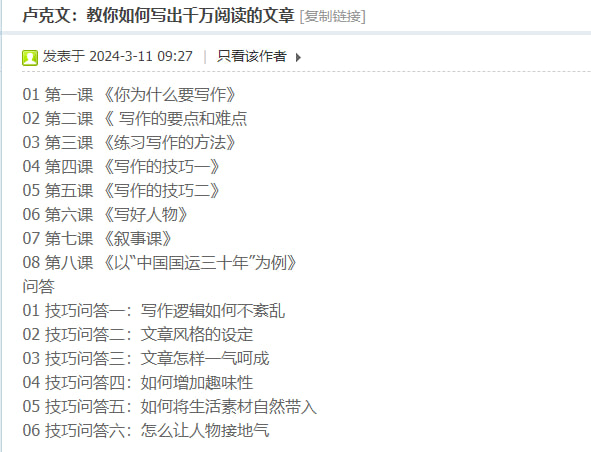 卢克文：教你如何写出千万阅读的文章 [复制链接]
发表于 2024-3-11 09:27 | 只看该作者
01 第一课 《你为什么要写作》
02 第二课 《 写作的要点和难点
03 第三课 《练习写作的方法》
04 第四课 《写作的技巧一》
05 第五课 《写作的技巧二》
06 第六课 《写好人物》
07 第七课 《叙事课》
08 第八课 《以“中国国运三十年”为例》
问答
01 技巧问答一：写作逻辑如何不紊乱
02 技巧问答二：文章风格的设定
03 技巧问答三：文章怎样一气呵成
04 技巧问答四：如何增加趣味性
05 技巧问答五：如何将生活素材自然带入
06 技巧问答六：怎么让人物接地气